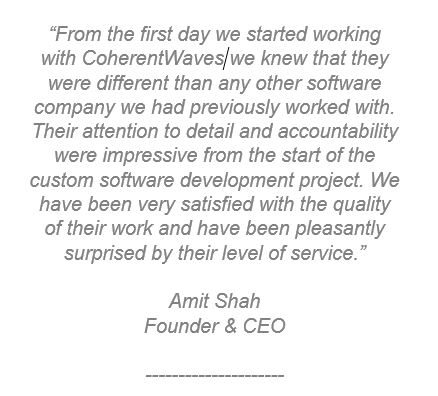 “From the first day we started working
with CoherentWaves we knew that they
were different than any other software
company we had previously worked with.
Their attention to detail and accountability
were impressive from the start of the
custom software development project. We
have been very satisfied with the quality
of their work and have been pleasantly
surprised by their level of service.”
Amit Shah
Founder & CEO
---------------------